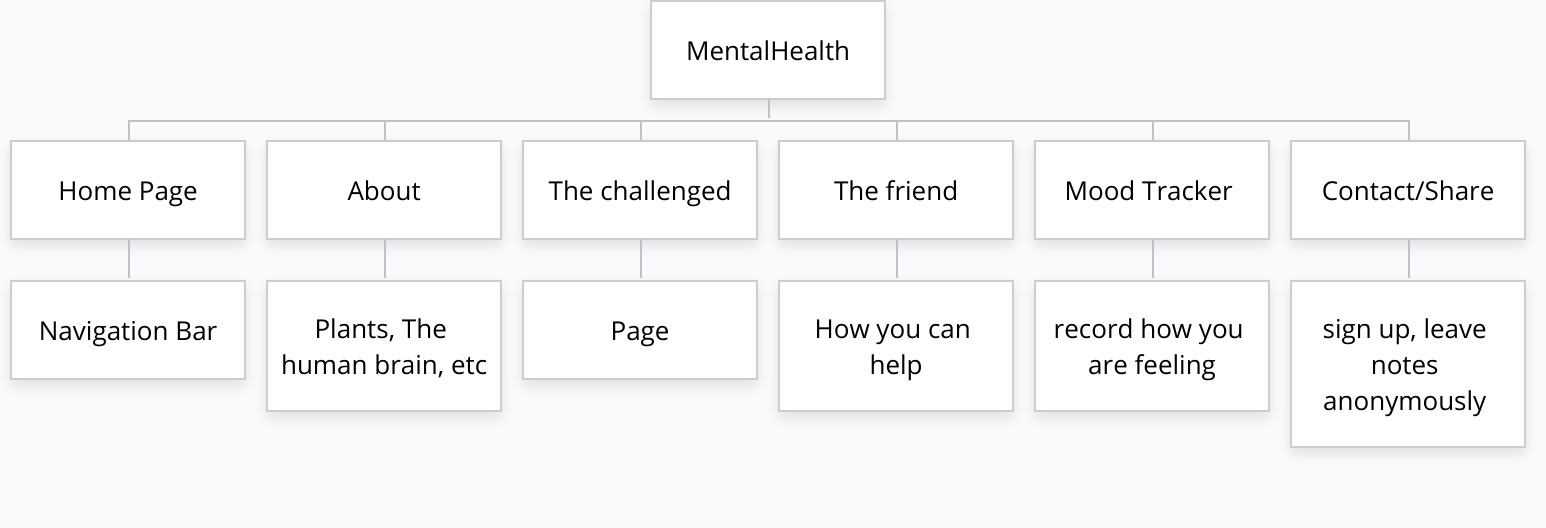 MentalHealth
Home Page
About
The challenged
The friend
Mood Tracker
Contact/Share
Navigation Bar
Plants, The
human brain, etc
Page
How you can
help
record how you
are feeling
sign up, leave
notes
anonymously